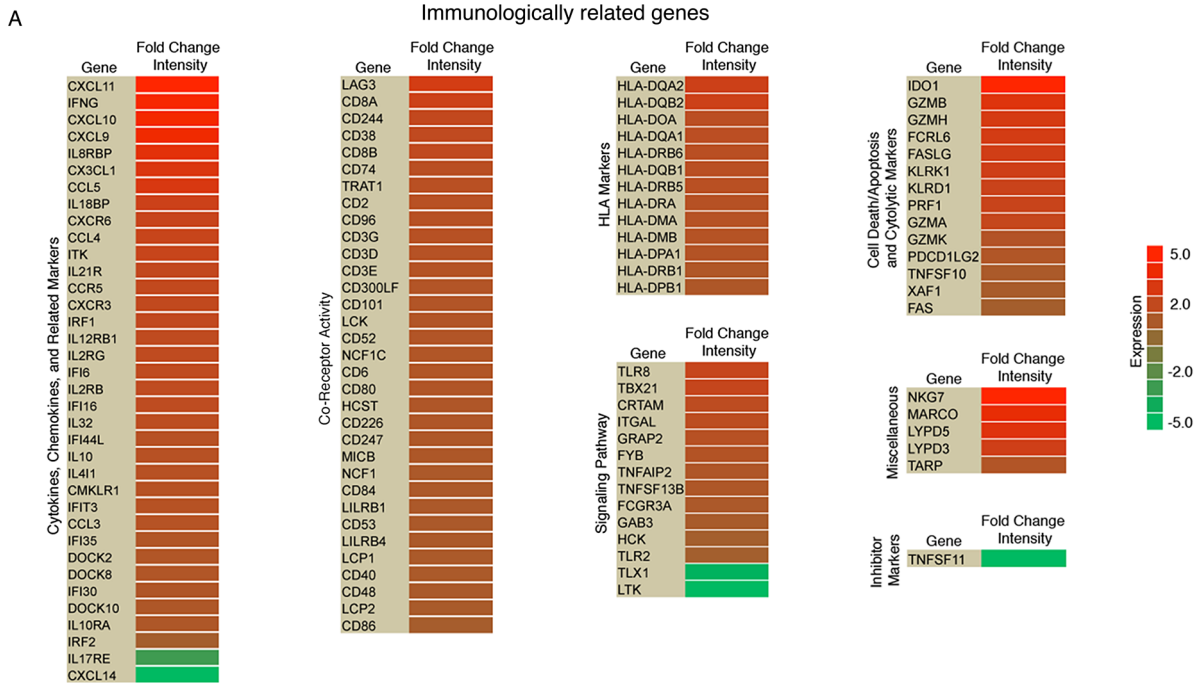 A
Immunologically related genes
Cytokines, Chemokines, and Related Markers
Gene
Fold Change
Intensity
CXCL11
IFNG
CXCL10
CXCL9
IL8RBP
CX3CL1
CCL5
IL18BP
CXCR6
CCL4
ITK
IL21R
CCR5
CXCR3
IRF1
IL12RB1
IL2RG
IFI6
IL2RB
IFI16
IL32
IFI44L
IL10
IL4I1
CMKLR1
IFIT3
CCL3
IFI35
DOCK2
DOCK8
IFI30
DOCK10
IL10RA
IRF2
IL17RE
CXCL14
Co-Receptor Activity
Gene
Fold Change
Intensity
LAG3
CD8A
CD244
CD38
CD8B
CD74
TRAT1
CD2
CD96
CD3G
CD3D
CD3E
CD300LF
CD101
LCK
CD52
NCF1C
CD6
CD80
HCST
CD226
CD247
MICB
NCF1
CD84
LILRB1
CD53
LILRB4
LCP1
CD40
CD48
LCP2
CD86
HLA Markers
Gene
Fold Change
Intensity
HLA-DQA2
HLA-DQB2
HLA-DOA
HLA-DQA1
HLA-DRB6
HLA-DQB1
HLA-DRB5
HLA-DRA
HLA-DMA
HLA-DMB
HLA-DPA1
HLA-DRB1
HLA-DPB1
Signaling Pathway
Gene
Fold Change
Intensity
TLR8
TBX21
CRTAM
ITGAL
GRAP2
FYB
TNFAIP2
TNFSF13B
FCGR3A
GAB3
HCK
TLR2
TLX1
LTK
Cell Death/Apoptosis
and Cytolytic Markers
Gene
Fold Change
Intensity
IDO1
GZMB
GZMH
FCRL6
FASLG
KLRK1
KLRD1
PRF1
GZMA
GZMK
PDCD1LG2
TNFSF10
XAF1
FAS
Miscellaneous
Gene
Fold Change
Intensity
NKG7
MARCO
LYPD5
LYPD3
TARP
Inhibitor
Markers
Gene
Fold Change
Intensity
TNFSF11
Expression
5.0
2.0
-2.0
-5.0